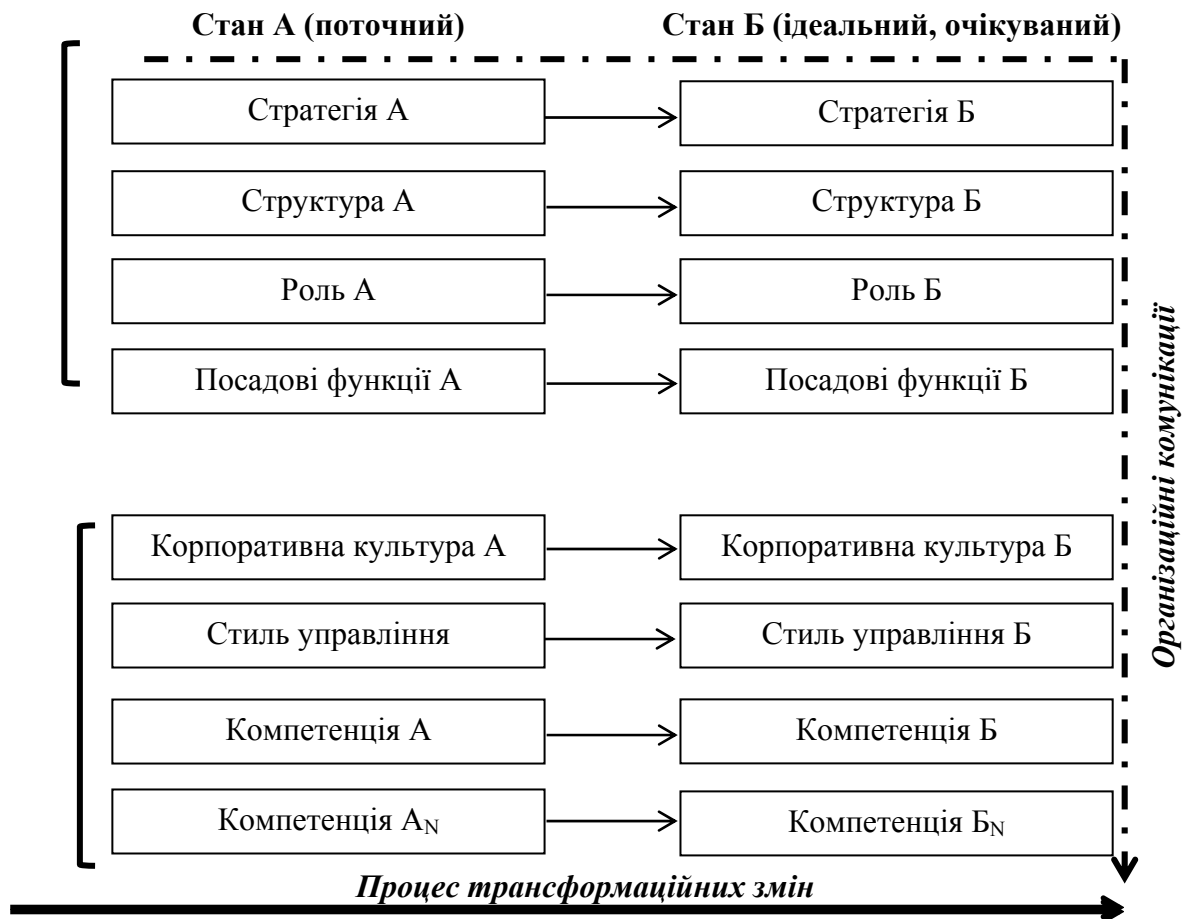 Стан А (поточний)
Стан Б (ідеальний, очікуваний)
Стратегія А
Стратегія Б
Структура А
Структура Б
Роль А
Роль Б
Посадові функції А
Посадові функції Б
Корпоративна культура А
Корпоративна культура Б
Стиль управління
Стиль управління Б
Компетенція А
Компетенція Б
Компетенція АN
Компетенція БN
Організаційні комунікації
Процес трансформаційних змін